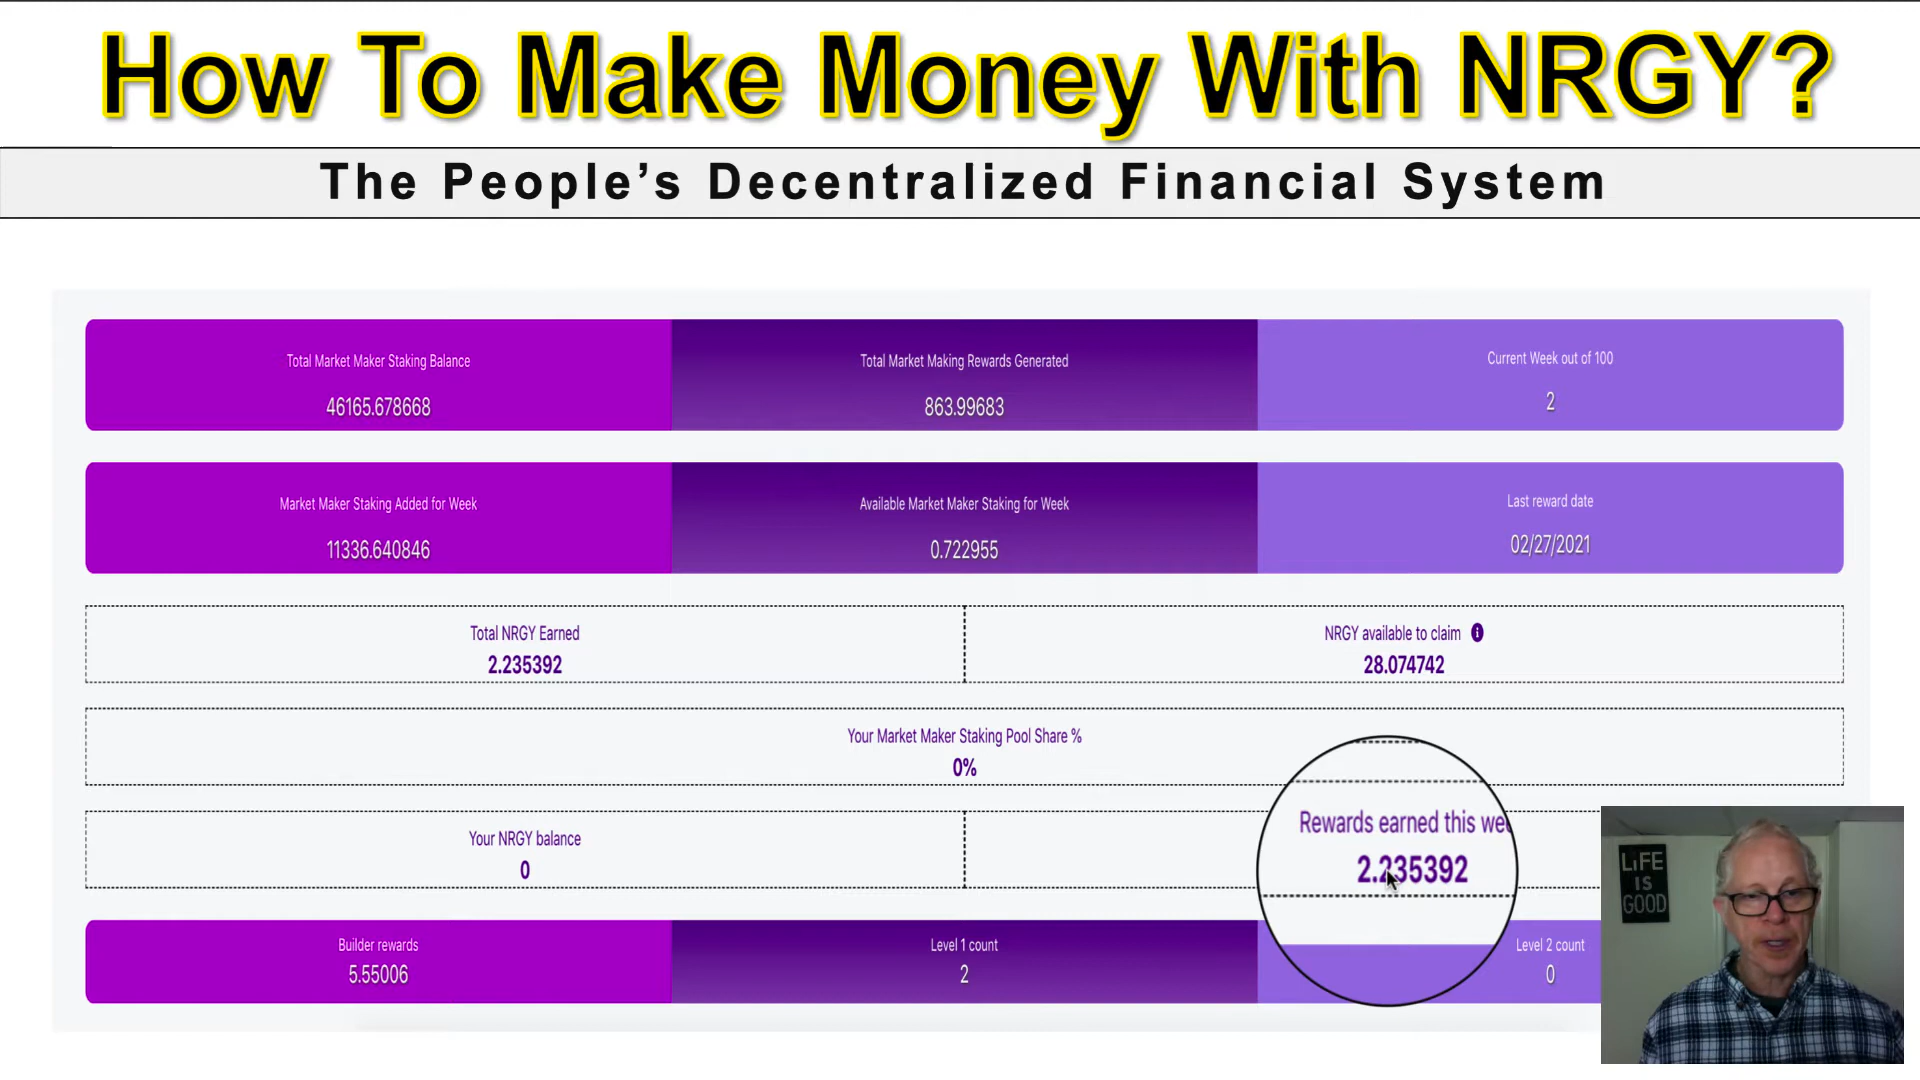 How To Make Money With NRGY?
The People's Decentralized Financial System
Total Market Maker Staking Balance
46165.678668
Total Market Making Rewards Generated
863.99683
Current Week out of 100
2
Market Maker Staking Added for Week
11336.640846
Available Market Maker Staking for Week
0.722955
Last reward date
02/27/2021
Total NRGY Earned
2.235392
NRGY available to claim
28.074742
Your Market Maker Staking Pool Share %
0%
Your NRGY balance
0
Rewards earned this
2.235392
Builder rewards
5.55006
Level 1 count
2
Level 2 count
0
LiFE
IS
GOOD